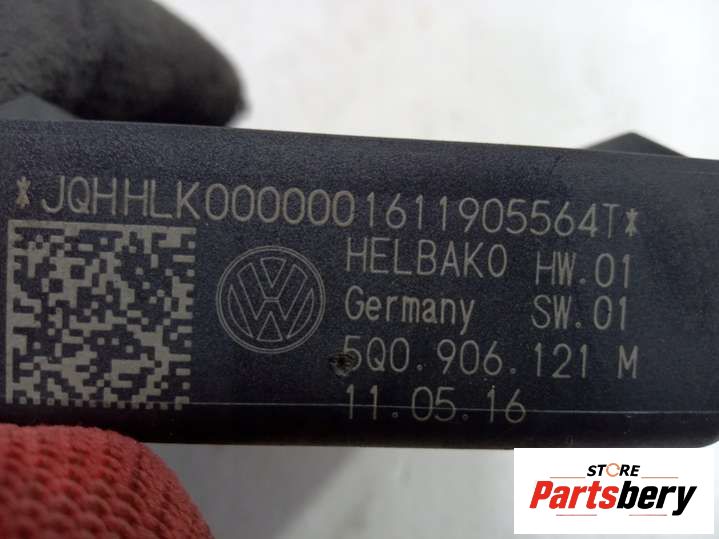 *JQHHLK0000001611905564T*
HELBAKO HW.01
Germany SW.01
5Q0.906.121 M
11.05.16
STORE
Partsbery